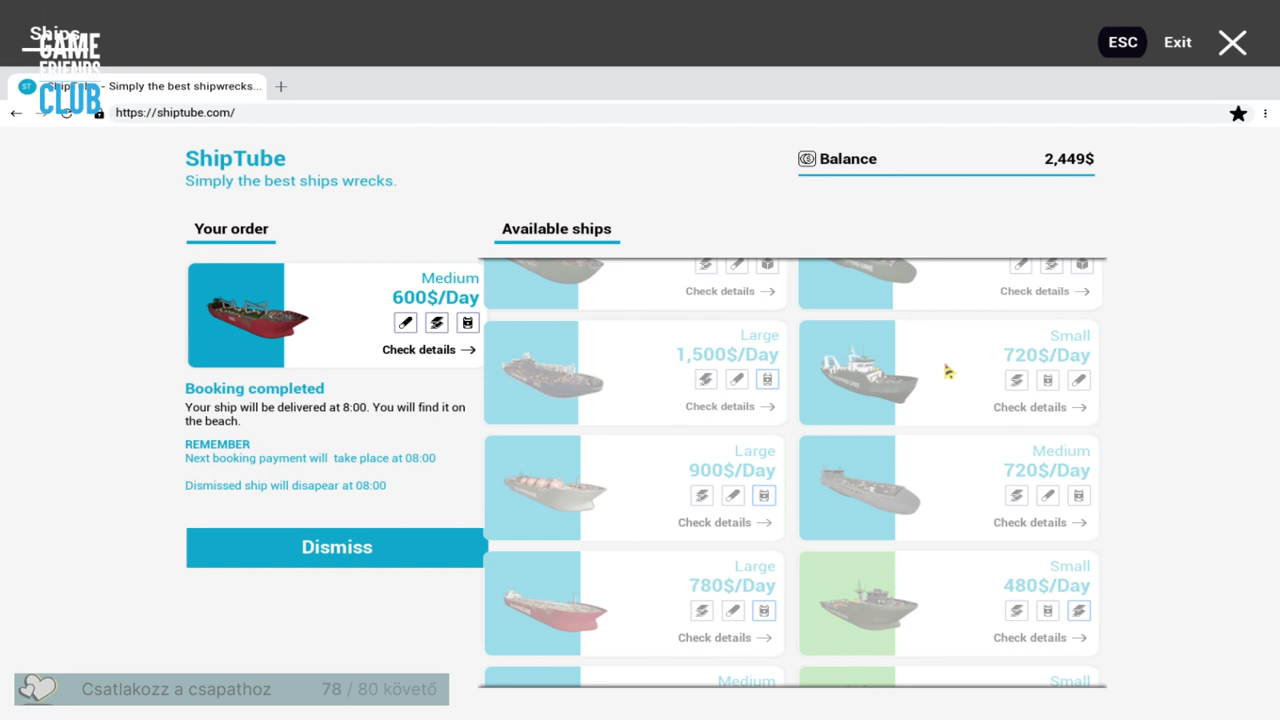 Ships
GAME
FRIENDS
CLUB
ESC
Exit
ST
- Simply the best shipwrecks...
https://shiptube.com/
ShipTube
Simply the best ships wrecks.
Balance
2,449$
Your order
Available ships
Medium
600$/Day
Check details
Booking completed
Your ship will be delivered at 8:00. You will find it on
the beach.
REMEMBER
Next booking payment will take place at 08:00
Dismissed ship will disapear at 08:00
Dismiss
Check details
Check details
Large
1,500$/Day
Check details
Small
720$/Day
Check details
Large
900$/Day
Check details
Medium
720$/Day
Check details
Large
780$/Day
Check details
Small
480$/Day
Check details
Medium
Small
Csatlakozz a csapathoz
78 / 80 követő